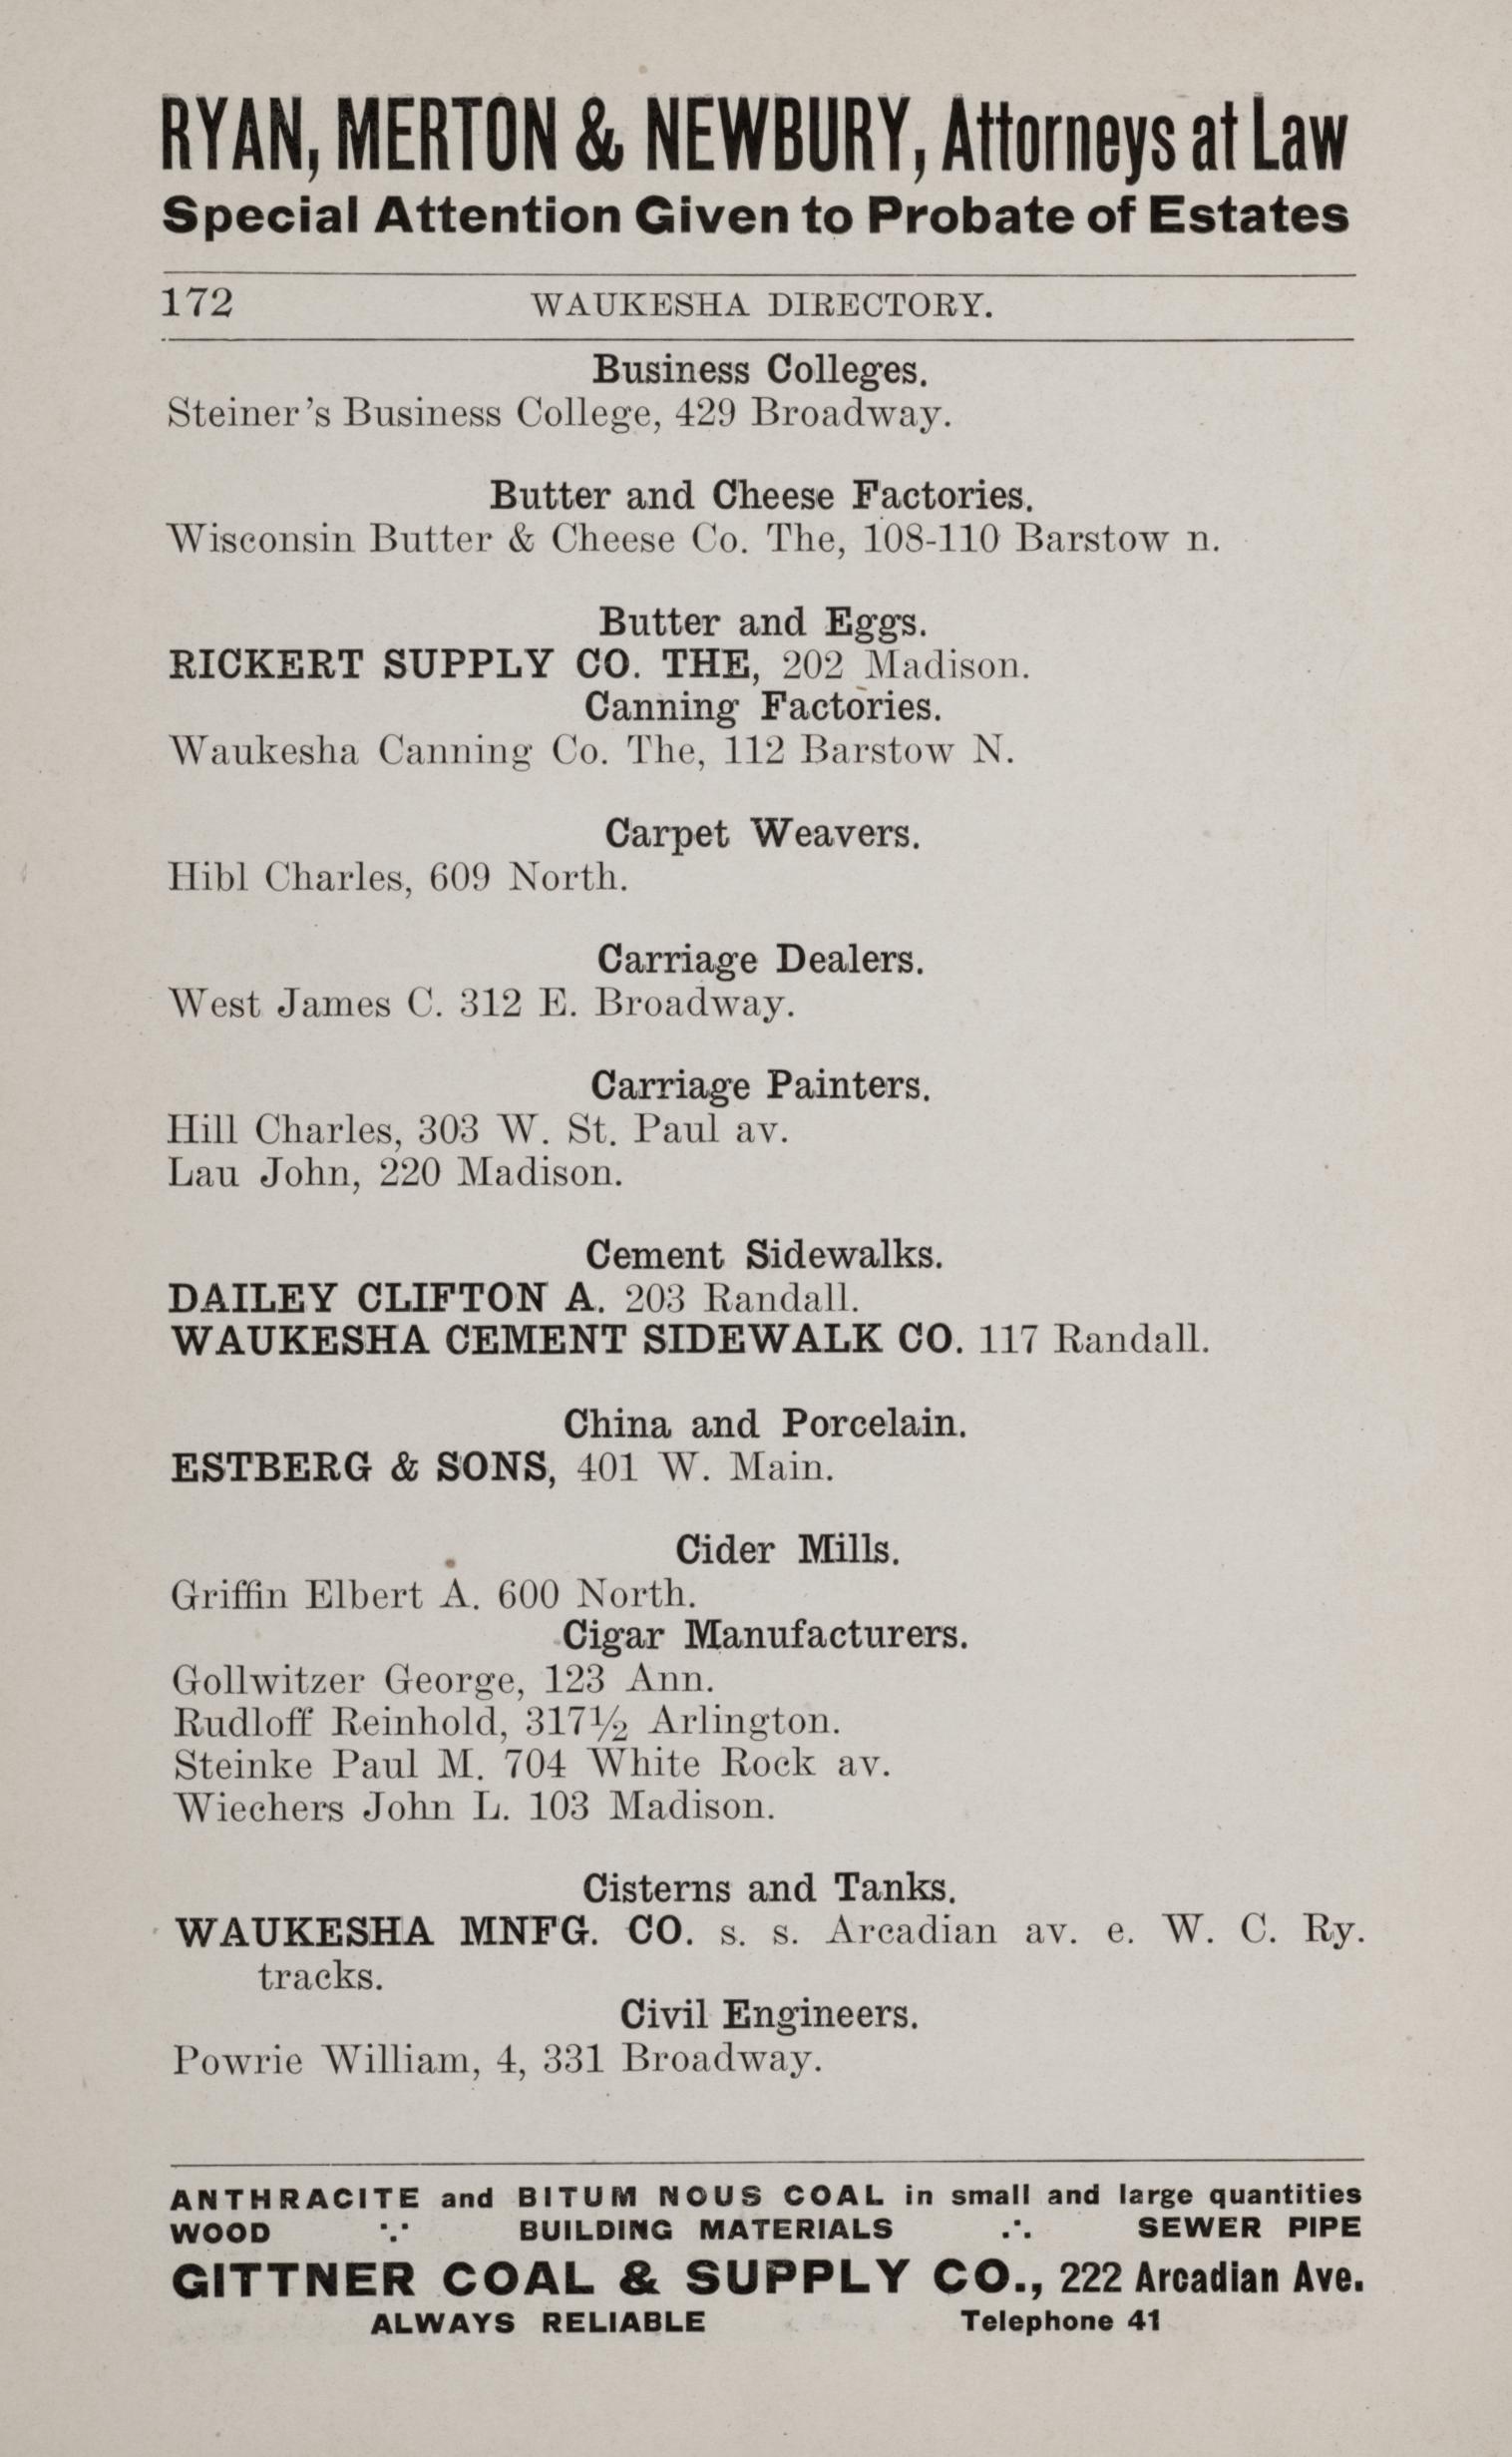 RYAN, MERTON & NEWBURY, Attorneys at Law
Special Attention Given to Probate of Estates
172 WAUKESHA DIRECTORY.
Business Colleges.
Steiner's Business College, 429 Broadway.
Butter and Cheese Factories.
Wisconsin Butter & Cheese Co. The, 108-110 Barstow n.
Butter and Eggs.
RICKERT SUPPLY CO. THE, 202 Madison.
Canning Factories.
Waukesha Canning Co. The, 112 Barstow N.
Carpet Weavers.
Hibl Charles, 609 North.
Carriage Dealers.
West James C. 312 E. Broadway.
Carriage Painters.
Hill Charles, 303 W. St. Paul av.
Lau John, 220 Madison.
Cement Sidewalks.
DAILEY CLIFTON A. 203 Randall.
WAUKESHA CEMENT SIDEWALK CO. 117 Randall.
China and Porcelain.
ESTBERG & SONS, 401 W. Main.
Cider Mills.
Griffin Elbert A. 600 North.
Cigar Manufacturers.
Gollwitzer George, 123 Ann.
Rudloff Reinhold, 317½ Arlington.
Steinke Paul M. 704 White Rock av.
Wiechers John L. 103 Madison.
Cisterns and Tanks.
WAUKESHA MNFG. CO. s. s. Arcadian av. e. W. C. Ry.
tracks.
Civil Engineers.
Powrie William, 4, 331 Broadway.
ANTHRACITE and BITUM NOUS COAL in small and large quantities
WOOD ∵ BUILDING MATERIALS ∴ SEWER PIPE
GITTNER COAL & SUPPLY CO., 222 Arcadian Ave.
ALWAYS RELIABLE Telephone 41